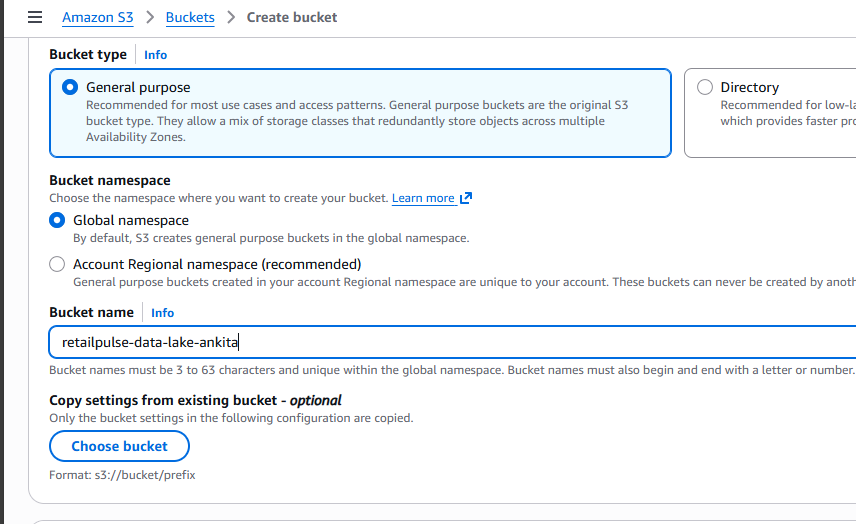 Amazon S3 > Buckets > Create bucket
Bucket type Info
General purpose
Recommended for most use cases and access patterns. General purpose buckets are the original S3
bucket type. They allow a mix of storage classes that redundantly store objects across multiple
Availability Zones.
Directory
Recommended for low-la
which provides faster pro
Bucket namespace
Choose the namespace where you want to create your bucket. Learn more
Global namespace
By default, S3 creates general purpose buckets in the global namespace.
Account Regional namespace (recommended)
General purpose buckets created in your account Regional namespace are unique to your account. These buckets can never be created by anoth
Bucket name Info
retailpulse-data-lake-ankita
Bucket names must be 3 to 63 characters and unique within the global namespace. Bucket names must also begin and end with a letter or number.
Copy settings from existing bucket - optional
Only the bucket settings in the following configuration are copied.
Choose bucket
Format: s3://bucket/prefix